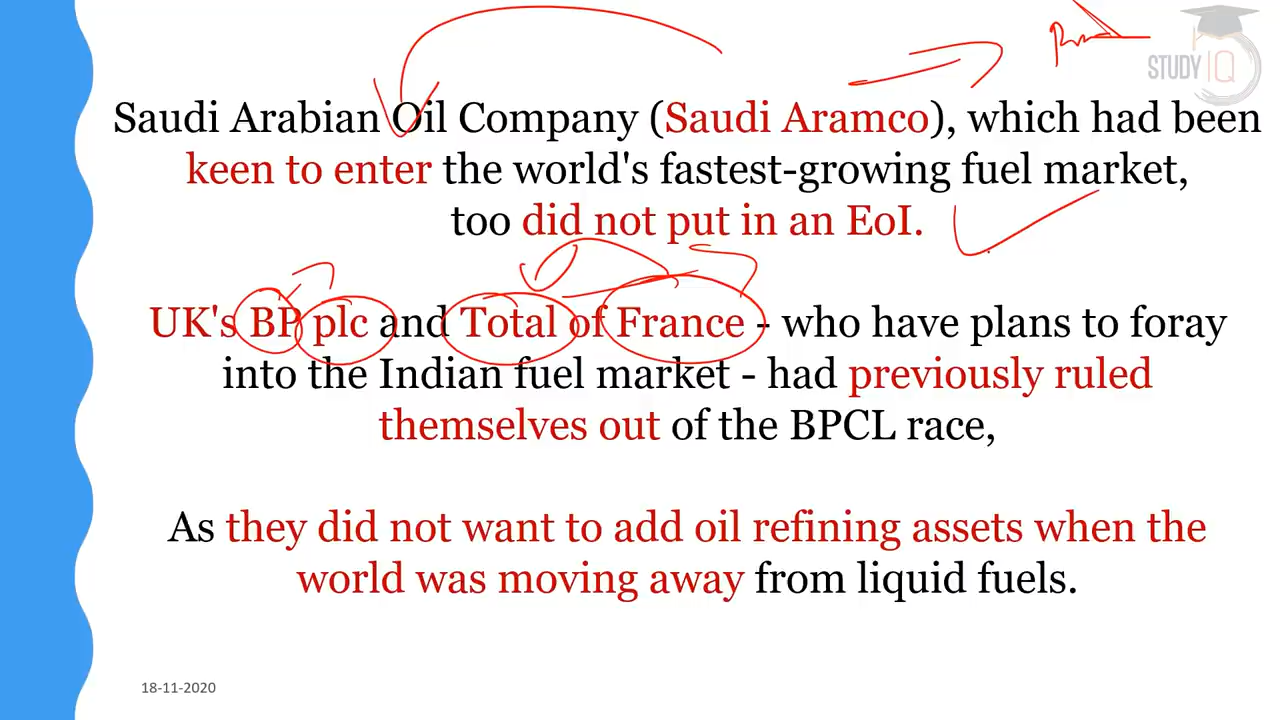 STUDY IQ
Saudi Arabian Oil Company (Saudi Aramco), which had been
keen to enter the world's fastest-growing fuel market,
too did not put in an EoI.
UK's BP plc and Total of France - who have plans to foray
into the Indian fuel market - had previously ruled
themselves out of the BPCL race,
As they did not want to add oil refining assets when the
world was moving away from liquid fuels.
18-11-2020